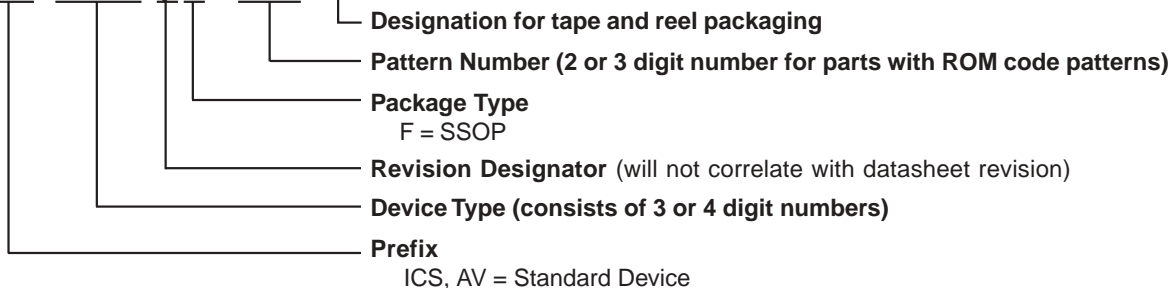 Designation for tape and reel packaging
Pattern Number (2 or 3 digit number for parts with ROM code patterns)
Package Type
F = SSOP
Revision Designator (will not correlate with datasheet revision)
Device Type (consists of 3 or 4 digit numbers)
Prefix
ICS, AV = Standard Device